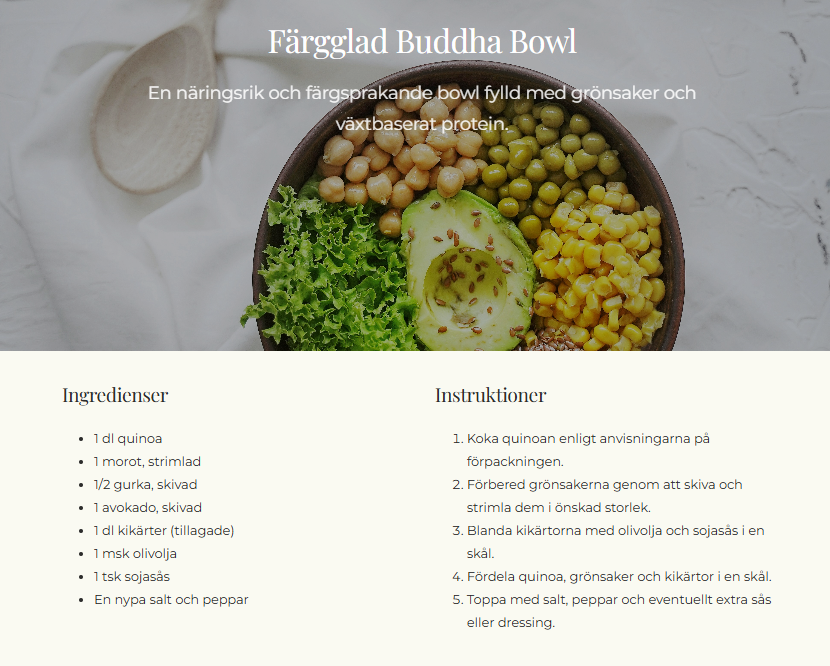 Färgglad Buddha Bowl
En näringsrik och färgsprakande bowl fylld med grönsaker och
växtbaserat protein.
Ingredienser
1 dl quinoa
1 morot, strimlad
1/2 gurka, skivad
1 avokado, skivad
1 dl kikärter (tillagade)
1 msk olivolja
1 tsk sojasås
En nypa salt och peppar
Instruktioner
1. Koka quinoan enligt anvisningarna på
förpackningen.
2. Förbered grönsakerna genom att skiva och
strimla dem i önskad storlek.
3. Blanda kikärtorna med olivolja och sojasås i en
skål.
4. Fördela quinoa, grönsaker och kikärtor i en skål.
5. Toppa med salt, peppar och eventuellt extra sås
eller dressing.